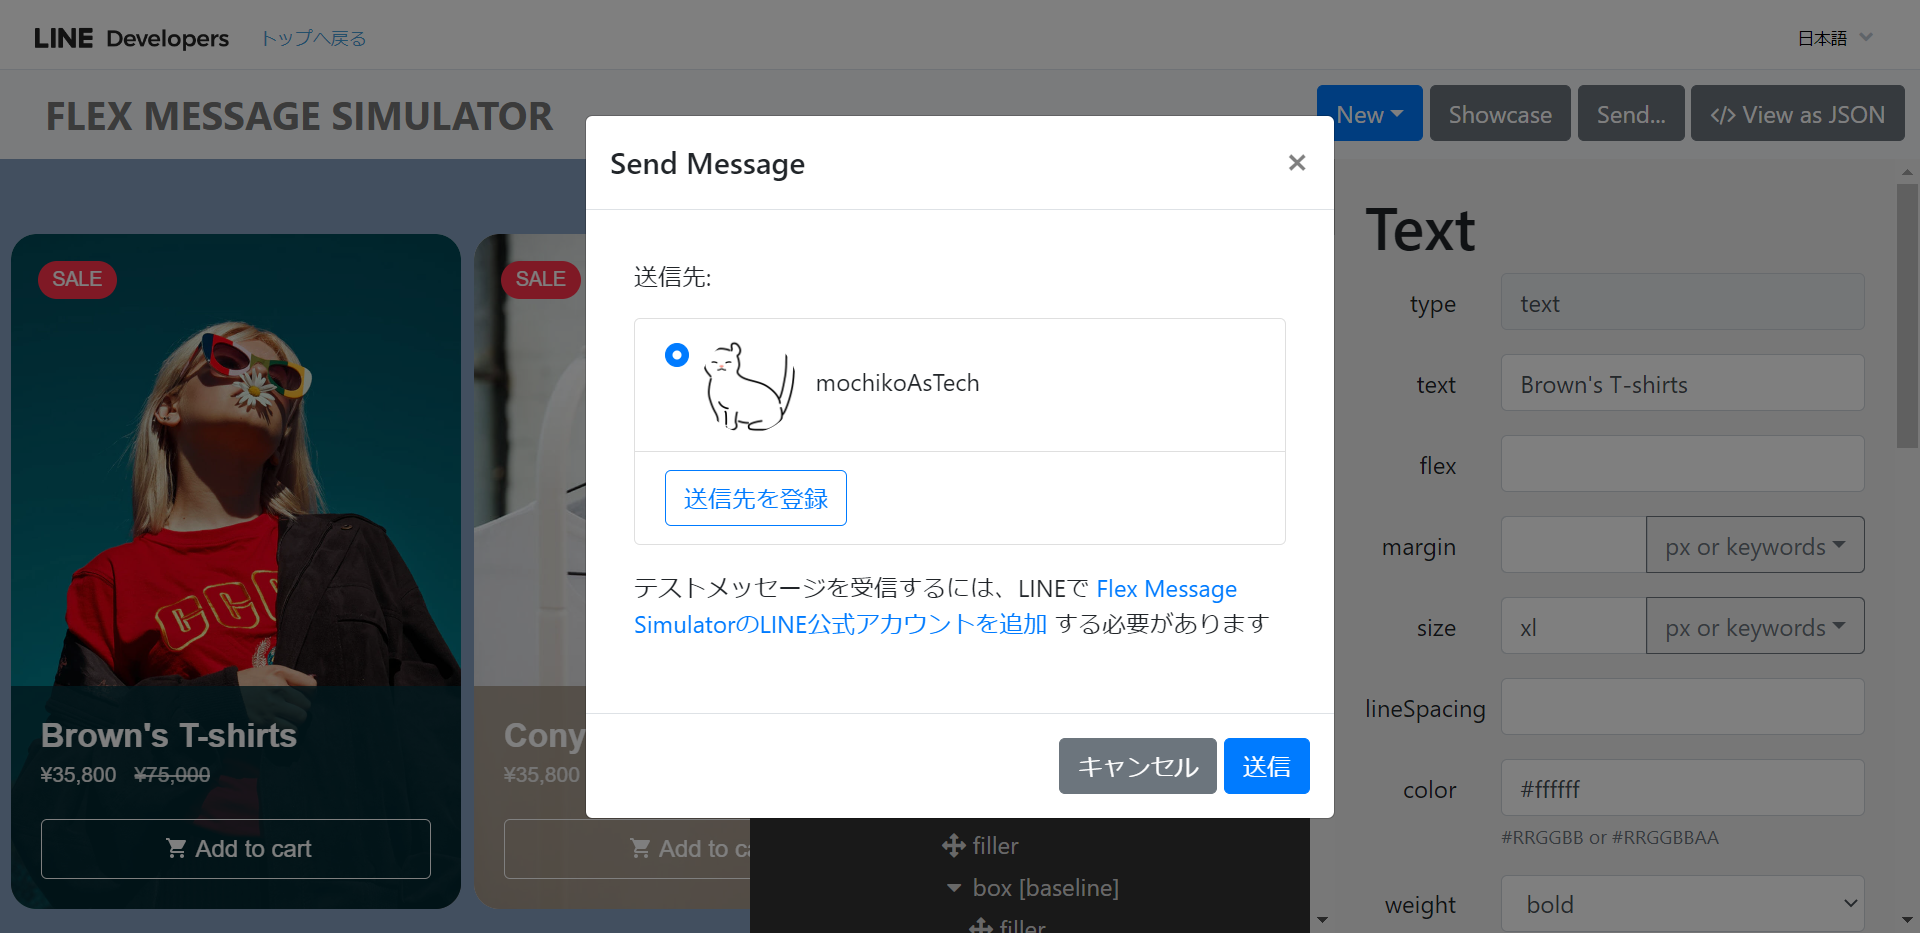 LINE Developers トップへ戻る 日本語
FLEX MESSAGE SIMULATOR
New Showcase Send... </> View as JSON
Send Message ×
送信先:
mochikoAsTech
送信先を登録
テストメッセージを受信するには、LINEで Flex Message
SimulatorのLINE公式アカウントを追加 する必要があります
キャンセル 送信
SALE
Brown's T-shirts
¥35,800 ¥75,000
Add to cart
SALE
Cony
¥35,800
Add to ca
filler
box [baseline]
filler
Text
type text
text Brown's T-shirts
flex
margin px or keywords
size xl px or keywords
lineSpacing
color #ffffff
#RRGGBB or #RRGGBBAA
weight bold